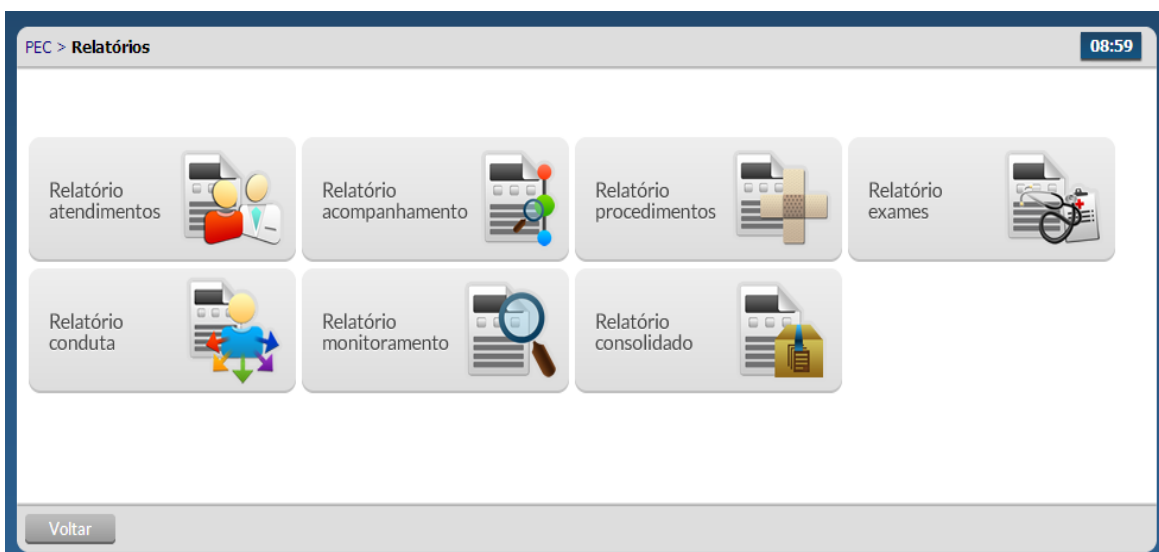 PEC > Relatórios
08:59
Relatório
atendimentos
Relatório
acompanhamento
Relatório
procedimentos
Relatório
exames
Relatório
conduta
Relatório
monitoramento
Relatório
consolidado
Voltar